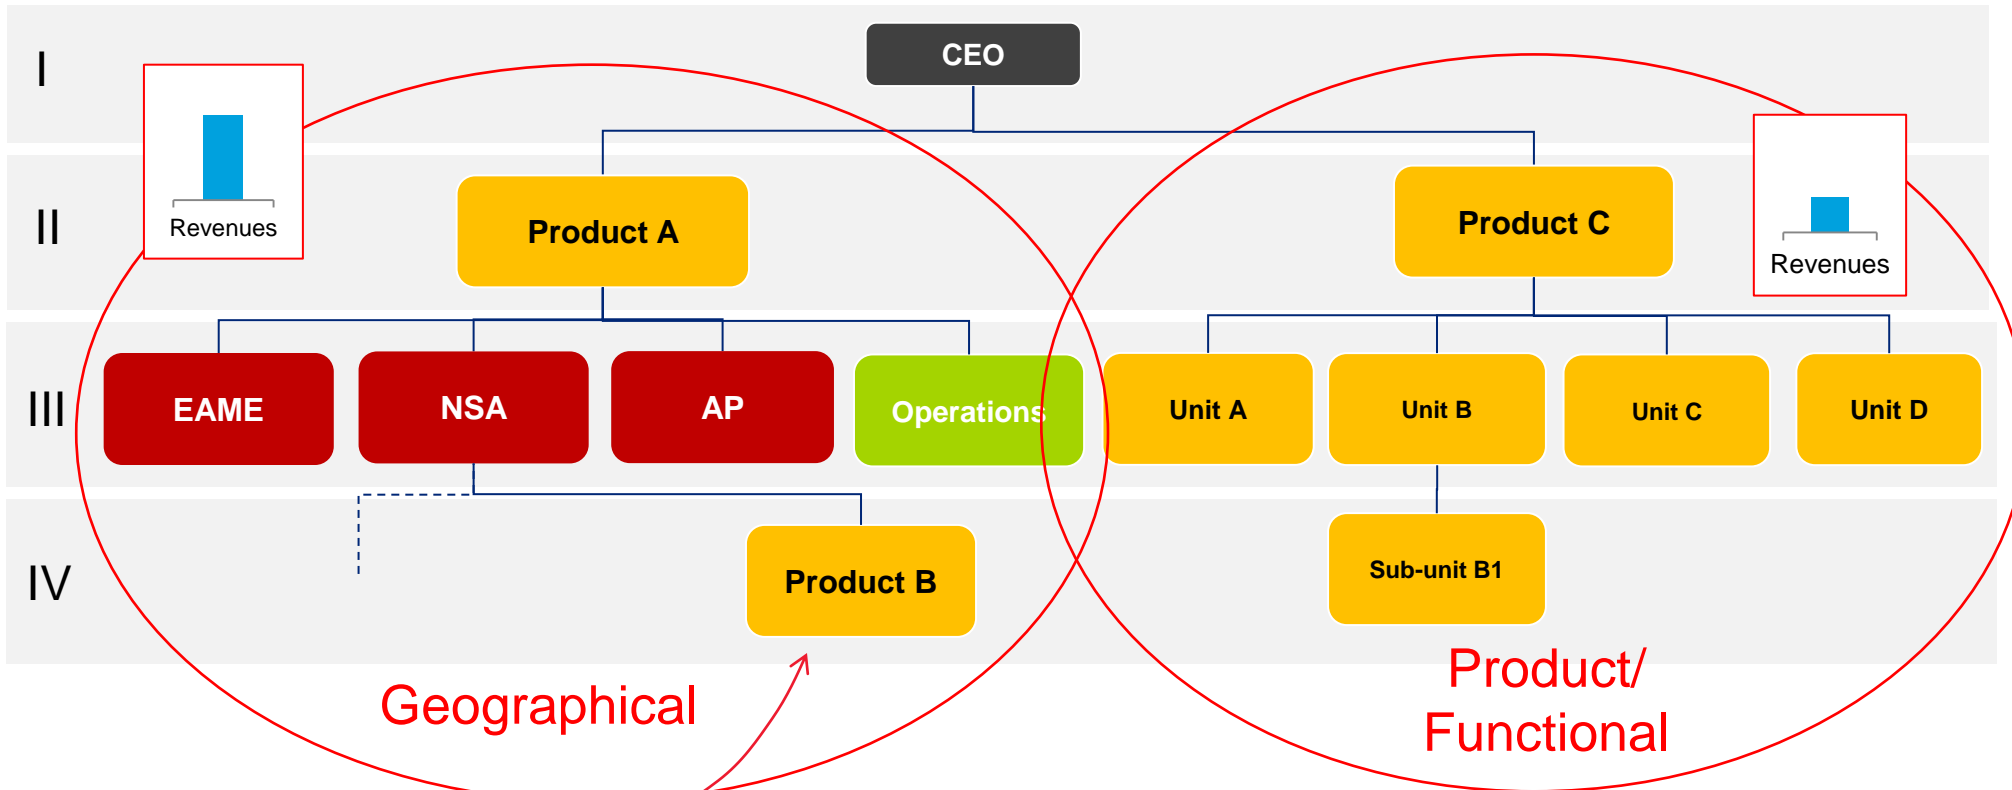 I
CEO
Revenues
Revenues
II
Product A
Product C
III
EAME
NSA
AP
Operations
Unit A
Unit B
Unit C
Unit D
IV
Product B
Sub-unit B1
Geographical
Product/
Functional